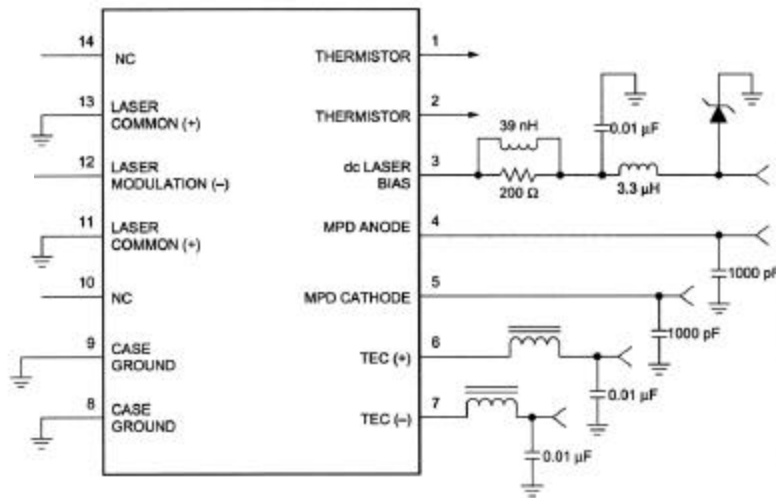 14
NC
13
LASER
COMMON (+)
12
LASER
MODULATION (–)
11
LASER
COMMON (+)
10
NC
9
CASE
GROUND
8
CASE
GROUND
1
THERMISTOR
2
THERMISTOR
3
dc LASER
BIAS
4
MPD ANODE
5
MPD CATHODE
6
TEC (+)
7
TEC (–)
39 nH
200 Ω
0.01 µF
3.3 µH
1000 pF
1000 pF
0.01 µF
0.01 µF